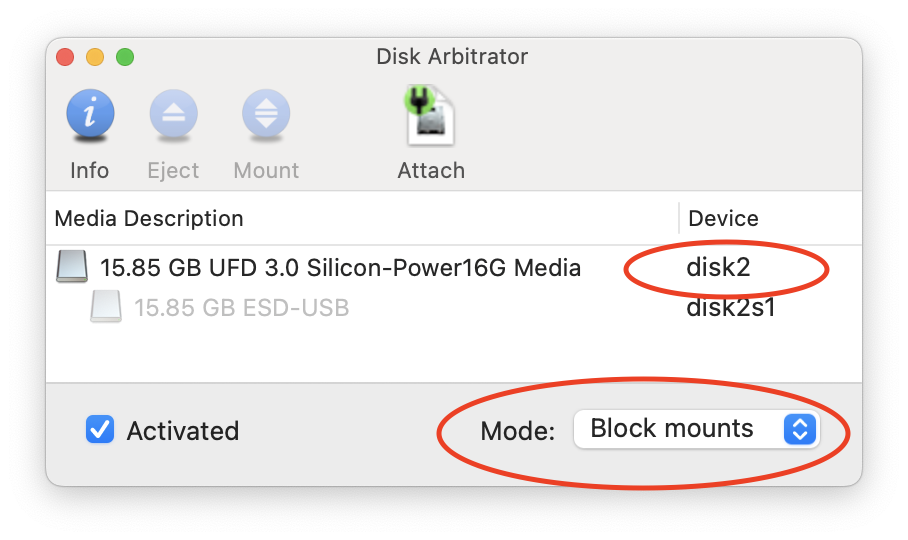 Disk Arbitrator
Info Eject Mount Attach
Media Description Device
15.85 GB UFD 3.0 Silicon-Power16G Media disk2
15.85 GB ESD-USB disk2s1
Activated Mode: Block mounts